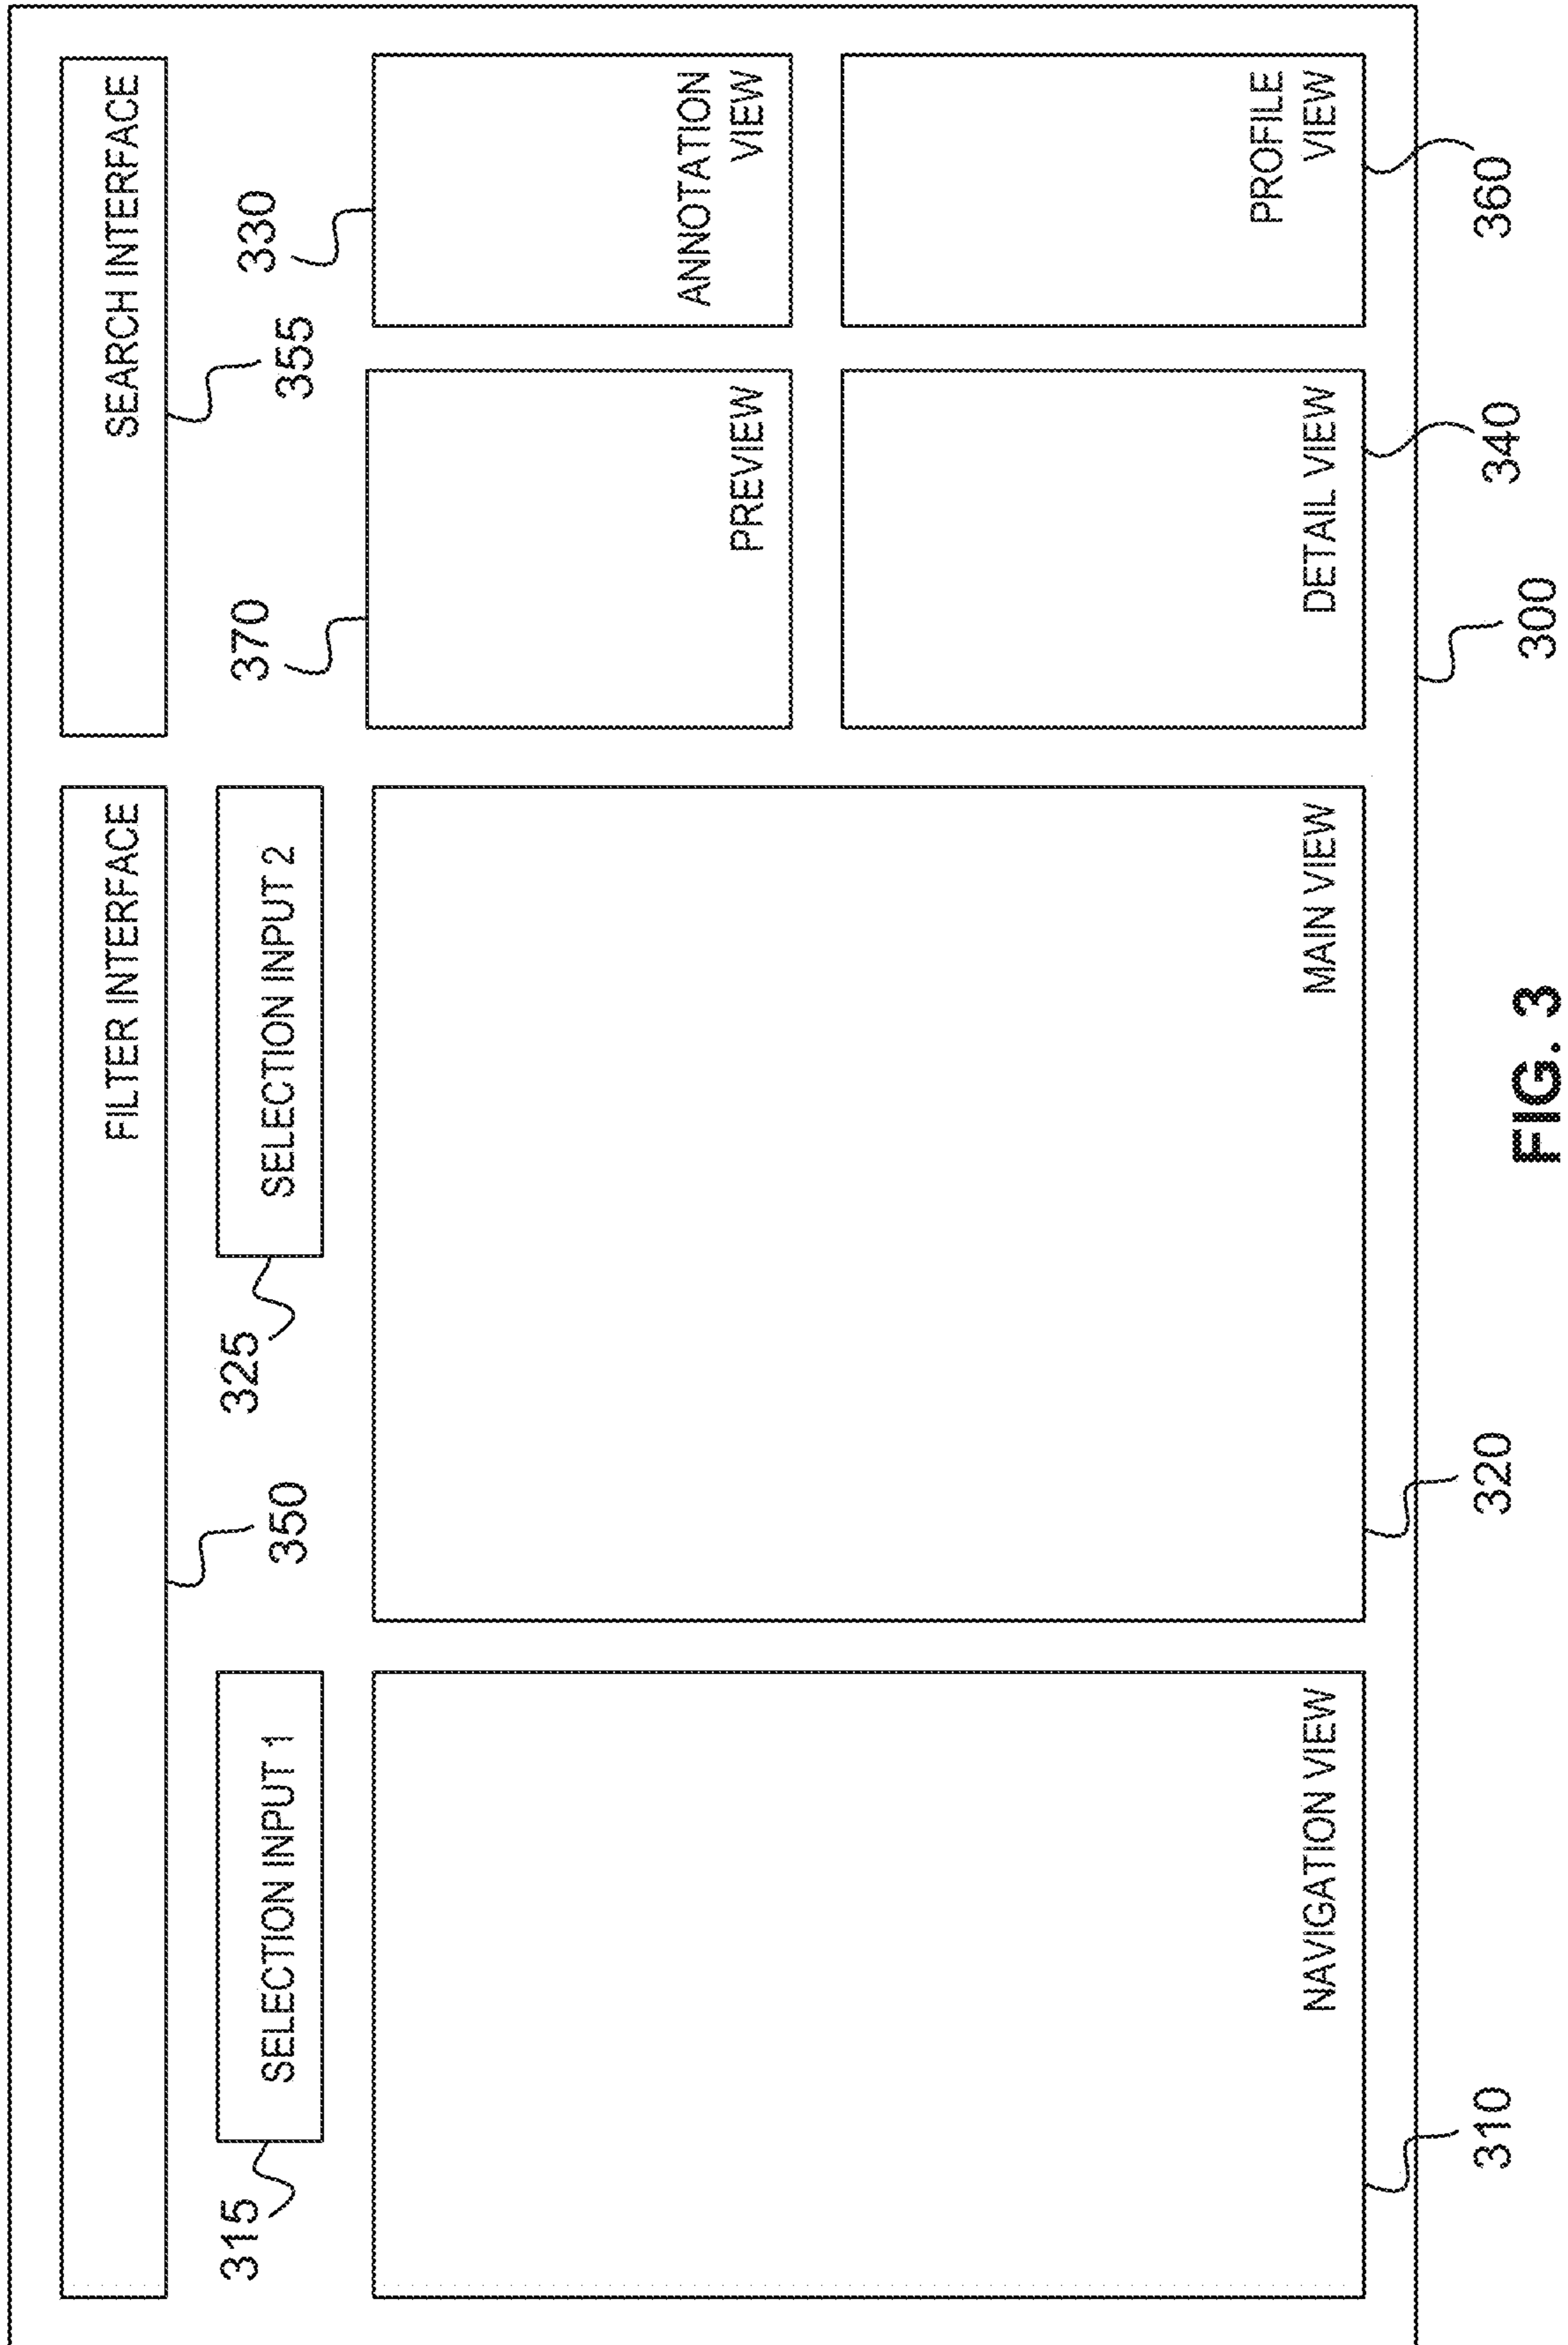 FILTER INTERFACE
SEARCH INTERFACE
350
355
315
SELECTION INPUT 1
325
SELECTION INPUT 2
370
330
PREVIEW
ANNOTATION
VIEW
NAVIGATION VIEW
MAIN VIEW
DETAIL VIEW
PROFILE
VIEW
310
320
340
360
300
FIG. 3